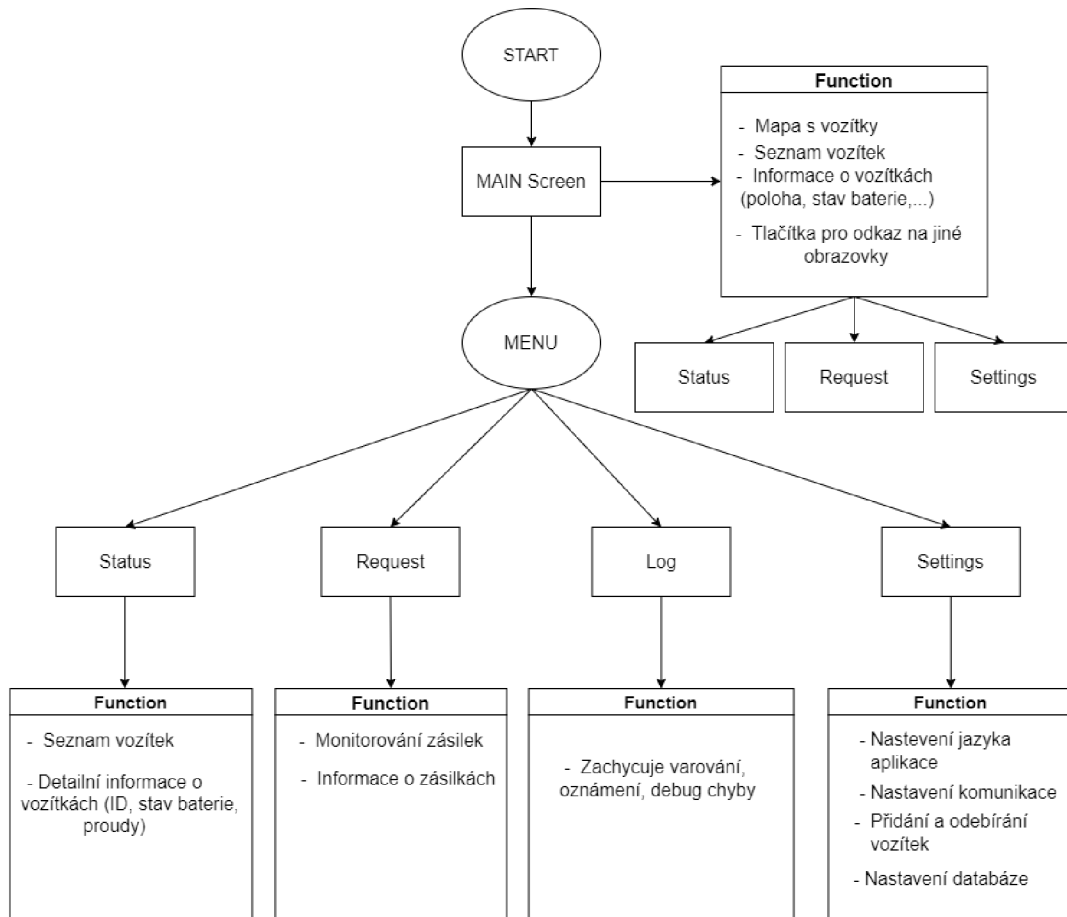 START
Function
- Mapa s vozítky
- Seznam vozítek
- Informace o vozítkách
(poloha, stav baterie,...)
- Tlačítka pro odkaz na jiné
obrazovky
MAIN Screen
MENU
Status
Request
Settings
Status
Request
Log
Settings
Function
- Seznam vozítek
- Detailní informace o
vozítkách (ID, stav baterie,
proudy)
Function
- Monitorování zásilek
- Informace o zásilkách
Function
- Zachycuje varování,
oznámení, debug chyby
Function
- Nastevení jazyka
aplikace
- Nastavení komunikace
- Přidání a odebírání
vozítek
- Nastavení databáze